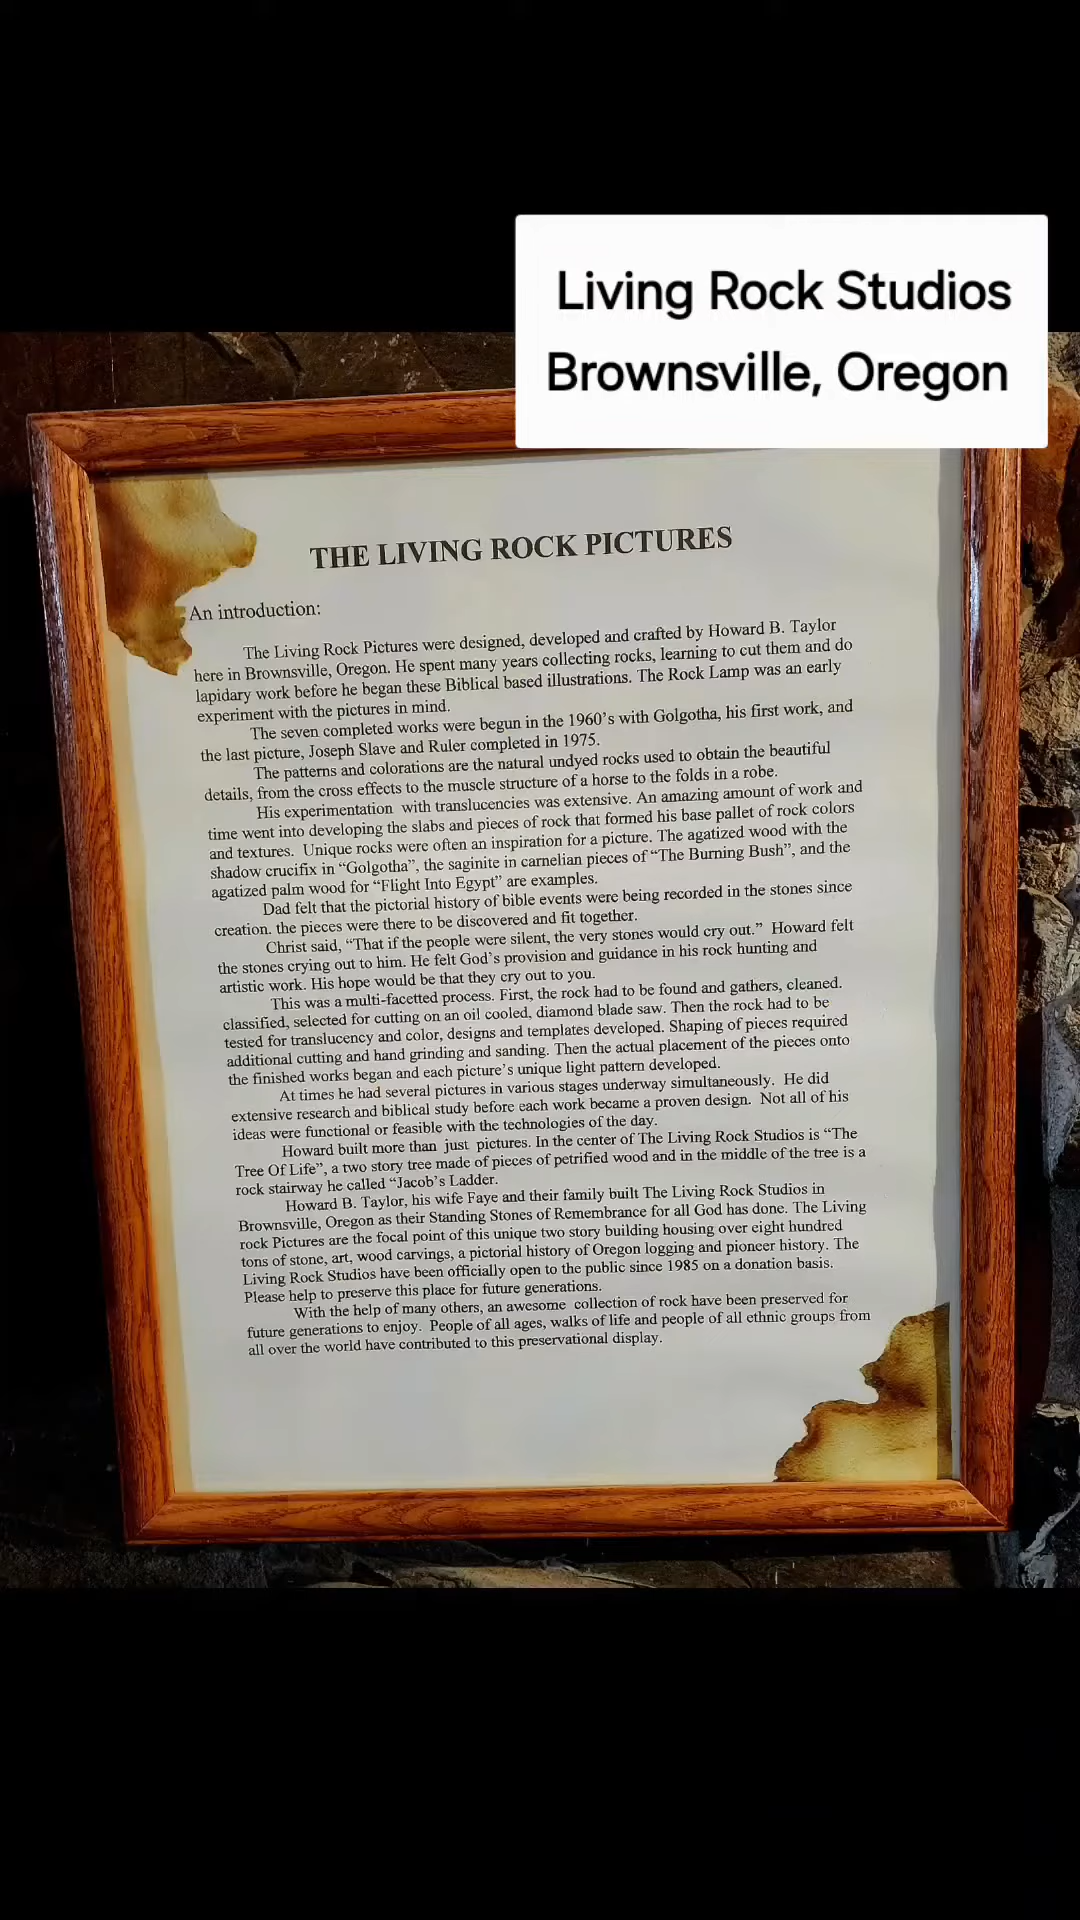 Living Rock Studios
Brownsville, Oregon
THE LIVING ROCK PICTURES
An introduction:
The Living Rock Pictures were designed, developed and crafted by Howard B. Taylor
here in Brownsville, Oregon. He spent many years collecting rocks, learning to cut them and do
lapidary work before he began these Biblical based illustrations. The Rock Lamp was an early
experiment with the pictures in mind.
The seven completed works were begun in the 1960's with Golgotha, his first work, and
the last picture, Joseph Slave and Ruler completed in 1975.
The patterns and colorations are the natural undyed rocks used to obtain the beautiful
details, from the cross effects to the muscle structure of a horse to the folds in a robe.
His experimentation with translucencies was extensive. An amazing amount of work and
time went into developing the slabs and pieces of rock that formed his base pallet of rock colors
and textures. Unique rocks were often an inspiration for a picture. The agatized wood with the
shadow crucifix in “Golgotha”, the saginite in carnelian pieces of “The Burning Bush”, and the
agatized palm wood for “Flight Into Egypt” are examples.
Dad felt that the pictorial history of bible events were being recorded in the stones since
creation. the pieces were there to be discovered and fit together.
Christ said, “That if the people were silent, the very stones would cry out.” Howard felt
the stones crying out to him. He felt God's provision and guidance in his rock hunting and
artistic work. His hope would be that they cry out to you.
This was a multi-facetted process. First, the rock had to be found and gathers, cleaned.
classified, selected for cutting on an oil cooled, diamond blade saw. Then the rock had to be
tested for translucency and color, designs and templates developed. Shaping of pieces required
additional cutting and hand grinding and sanding. Then the actual placement of the pieces onto
the finished works began and each picture's unique light pattern developed.
At times he had several pictures in various stages underway simultaneously. He did
extensive research and biblical study before each work became a proven design. Not all of his
ideas were functional or feasible with the technologies of the day.
Howard built more than just pictures. In the center of The Living Rock Studios is “The
Tree Of Life”, a two story tree made of pieces of petrified wood and in the middle of the tree is a
rock stairway he called “Jacob's Ladder.
Howard B. Taylor, his wife Faye and their family built The Living Rock Studios in
Brownsville, Oregon as their Standing Stones of Remembrance for all God has done. The Living
rock Pictures are the focal point of this unique two story building housing over eight hundred
tons of stone, art, wood carvings, a pictorial history of Oregon logging and pioneer history. The
Living Rock Studios have been officially open to the public since 1985 on a donation basis.
Please help to preserve this place for future generations.
With the help of many others, an awesome collection of rock have been preserved for
future generations to enjoy. People of all ages, walks of life and people of all ethnic groups from
all over the world have contributed to this preservational display.